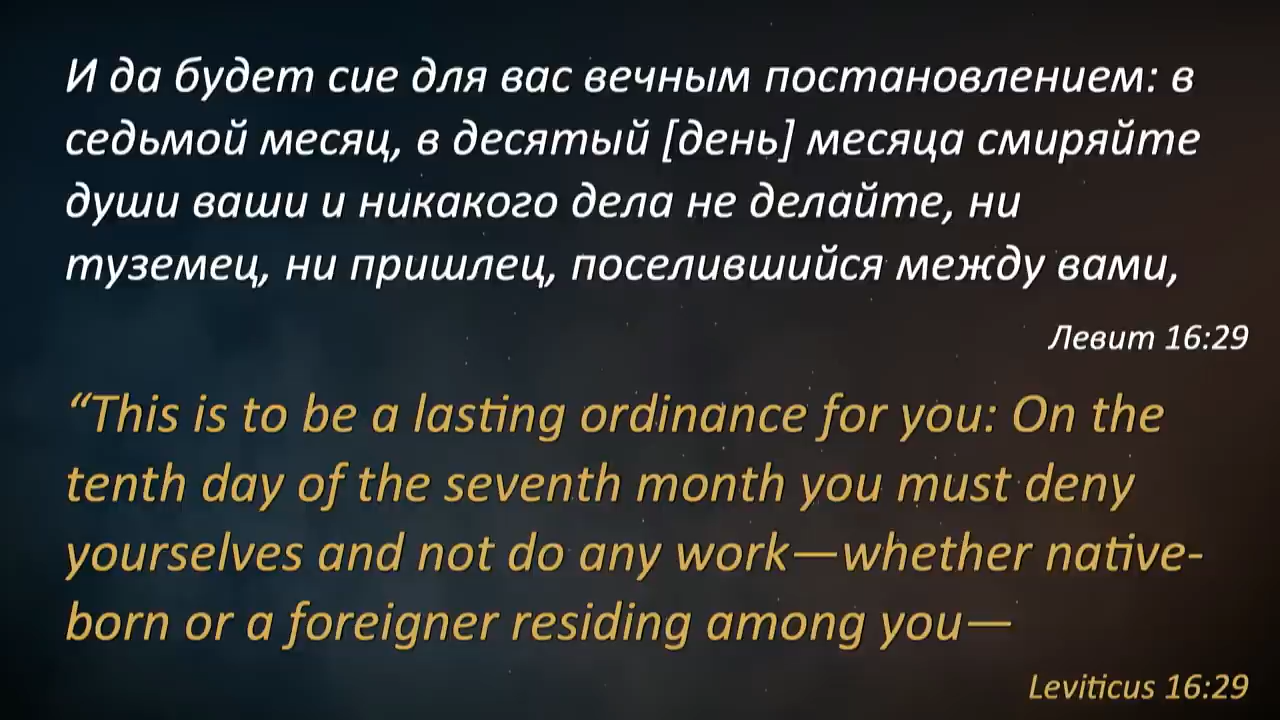 И да будет сие для вас вечным постановлением: в
седьмой месяц, в десятый [день] месяца смиряйте
души ваши и никакого дела не делайте, ни
туземец, ни пришлец, поселившийся между вами,
Левит 16:29
“This is to be a lasting ordinance for you: On the
tenth day of the seventh month you must deny
yourselves and not do any work—whether native-
born or a foreigner residing among you—
Leviticus 16:29